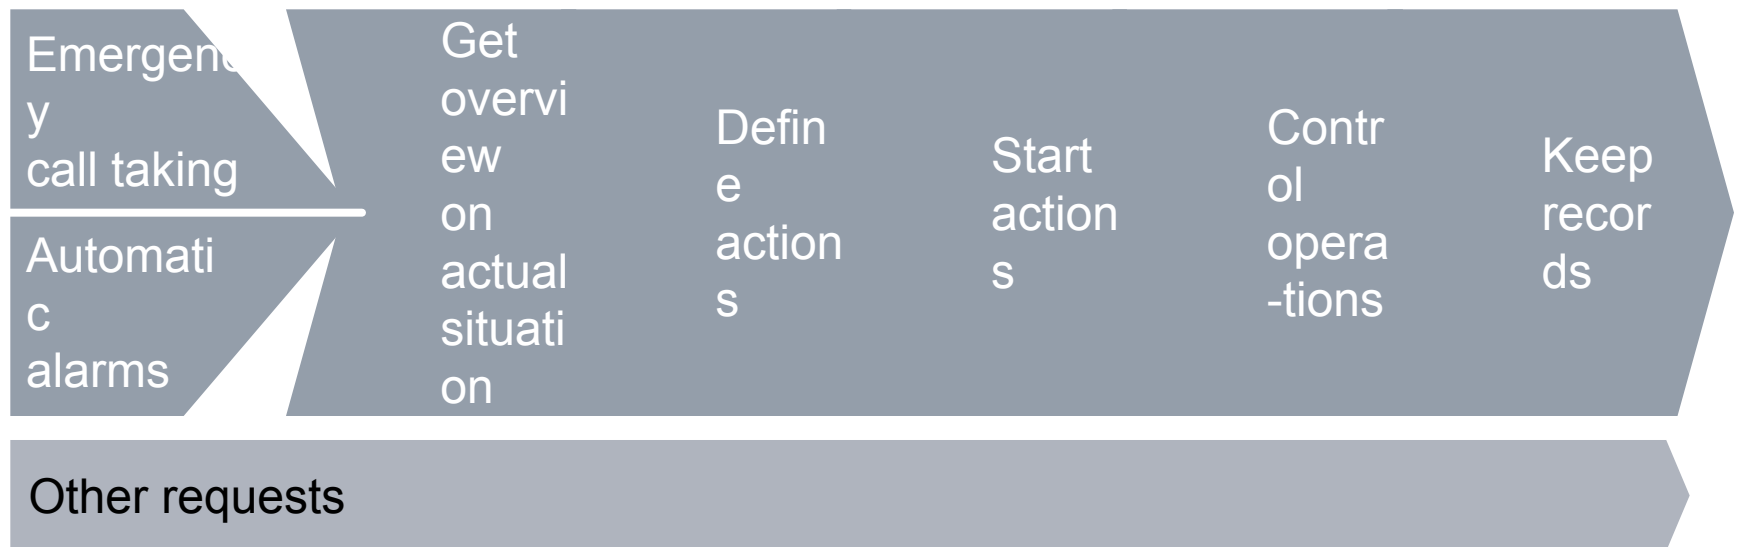 Emergenc
y
call taking
Automati
c
alarms
Get
overvi
ew
on
actual
situati
on
Defin
e
action
s
Start
action
s
Contr
ol
opera
-tions
Keep
recor
ds
Other requests